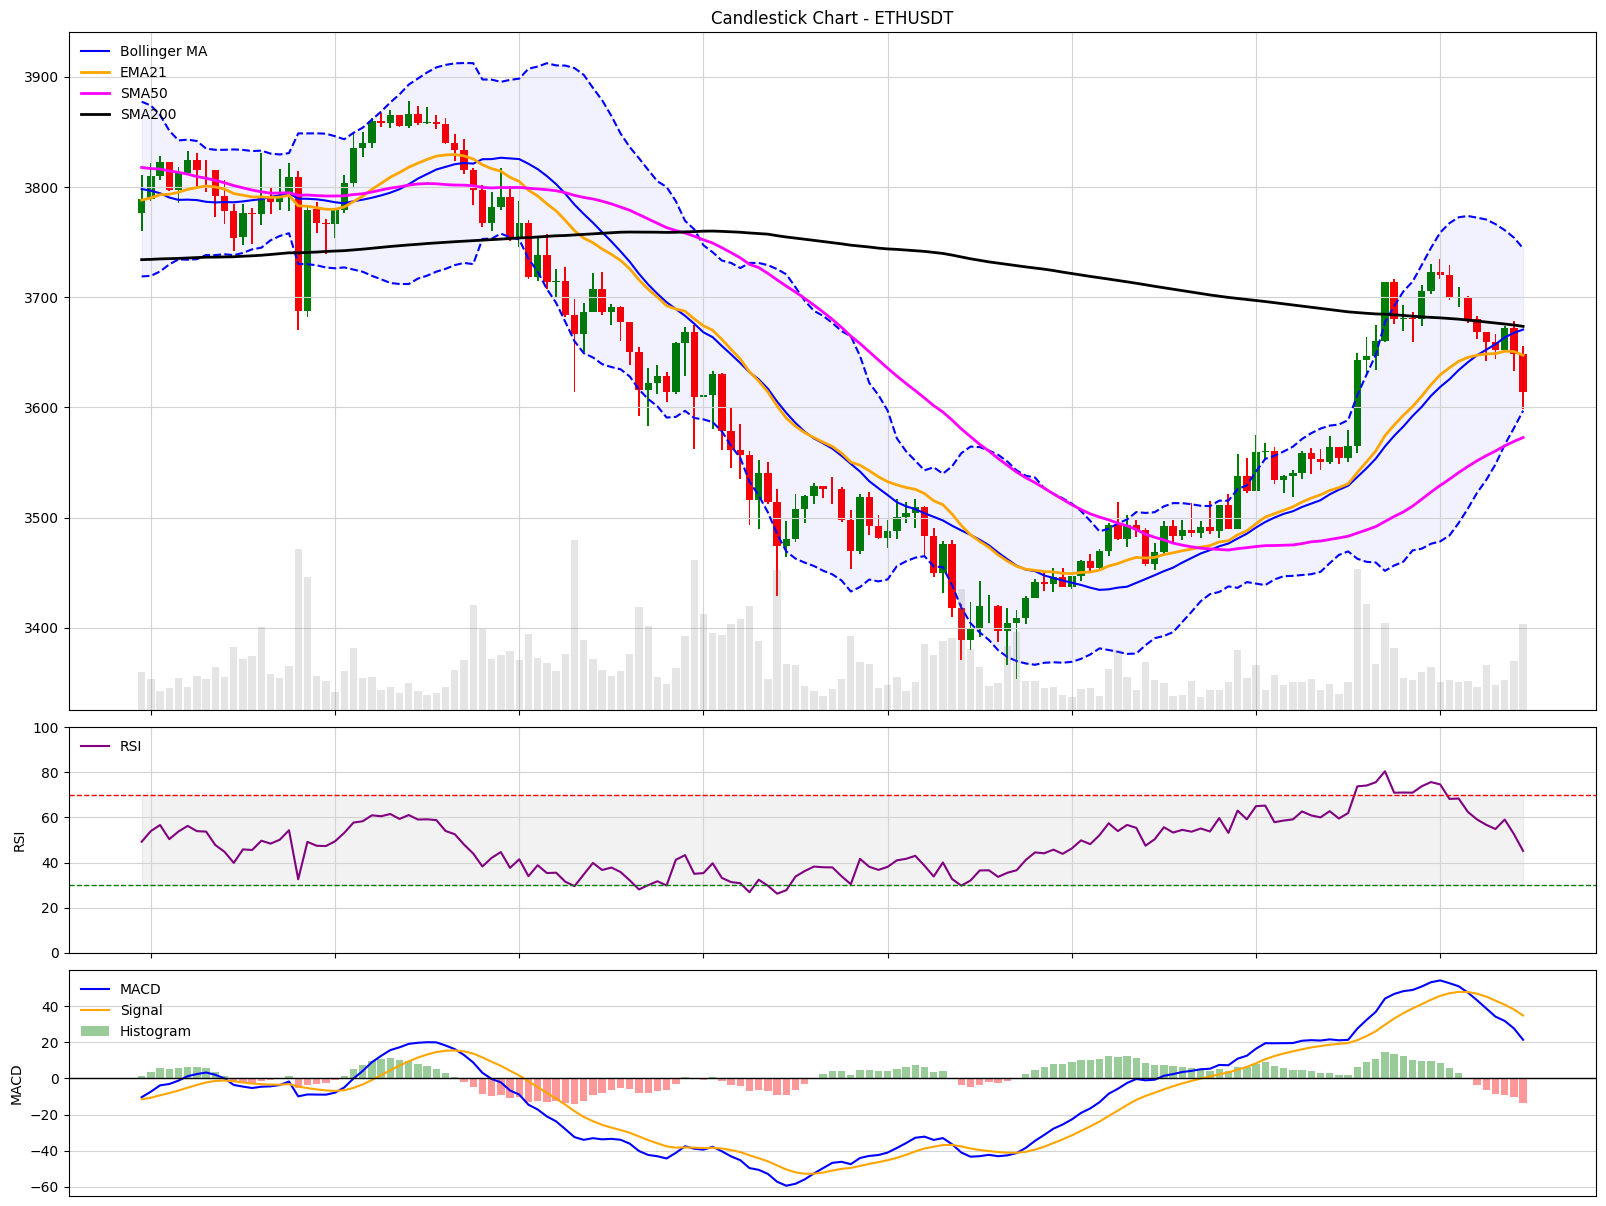 Candlestick Chart - ETHUSDT
Bollinger MA
EMA21
SMA50
SMA200
3900
3800
3700
3600
3500
3400
RSI
100
80
60
40
20
0
RSI
MACD
Signal
Histogram
40
20
0
−20
−40
−60
MACD